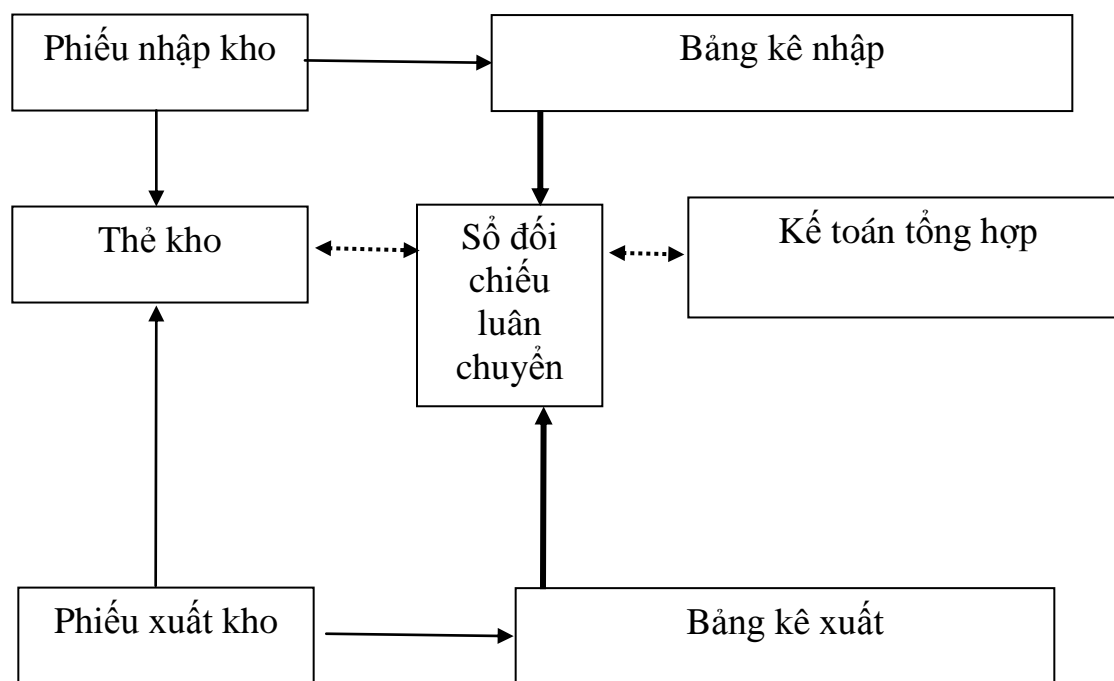 Phiếu nhập kho
Bảng kê nhập
Thẻ kho
Sổ đối
chiếu
luân
chuyển
Kế toán tổng hợp
Phiếu xuất kho
Bảng kê xuất